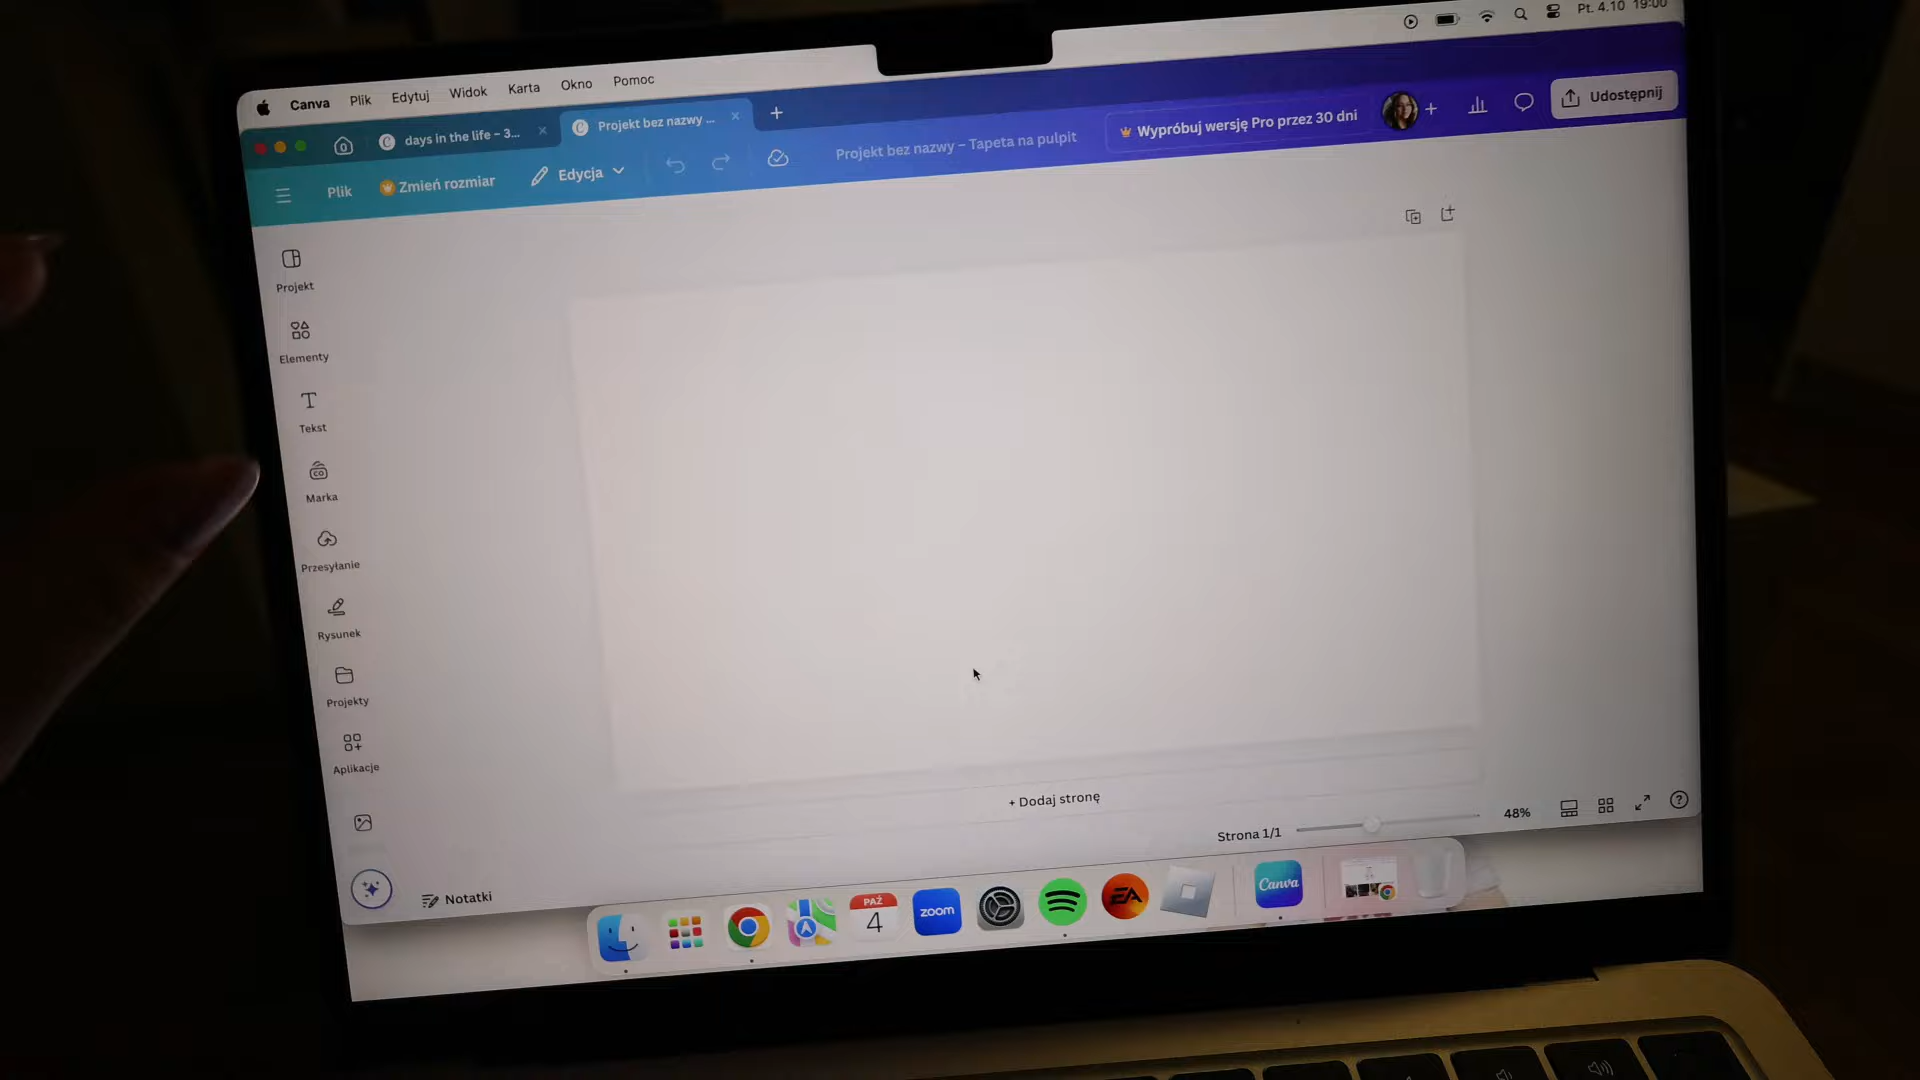 Canva Plik Edytuj Widok Karta Okno Pomoc
Pt. 4.10 19:00
days in the life – 3...
Projekt bez nazwy ...
Plik
Zmień rozmiar
Edycja
Projekt bez nazwy – Tapeta na pulpit
Wypróbuj wersję Pro przez 30 dni
Udostępnij
Projekt
Elementy
Tekst
Marka
Przesyłanie
Rysunek
Projekty
Aplikacje
+ Dodaj stronę
Strona 1/1
48%
Notatki
PAŹ
4
zoom
EA
Canva